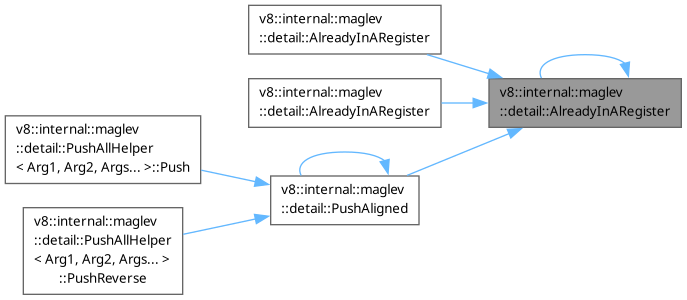 v8::internal::maglev
::detail::AlreadyInARegister
v8::internal::maglev
::detail::AlreadyInARegister
v8::internal::maglev
::detail::AlreadyInARegister
v8::internal::maglev
::detail::PushAllHelper
< Arg1, Arg2, Args... >::Push
v8::internal::maglev
::detail::PushAligned
v8::internal::maglev
::detail::PushAllHelper
< Arg1, Arg2, Args... >
::PushReverse